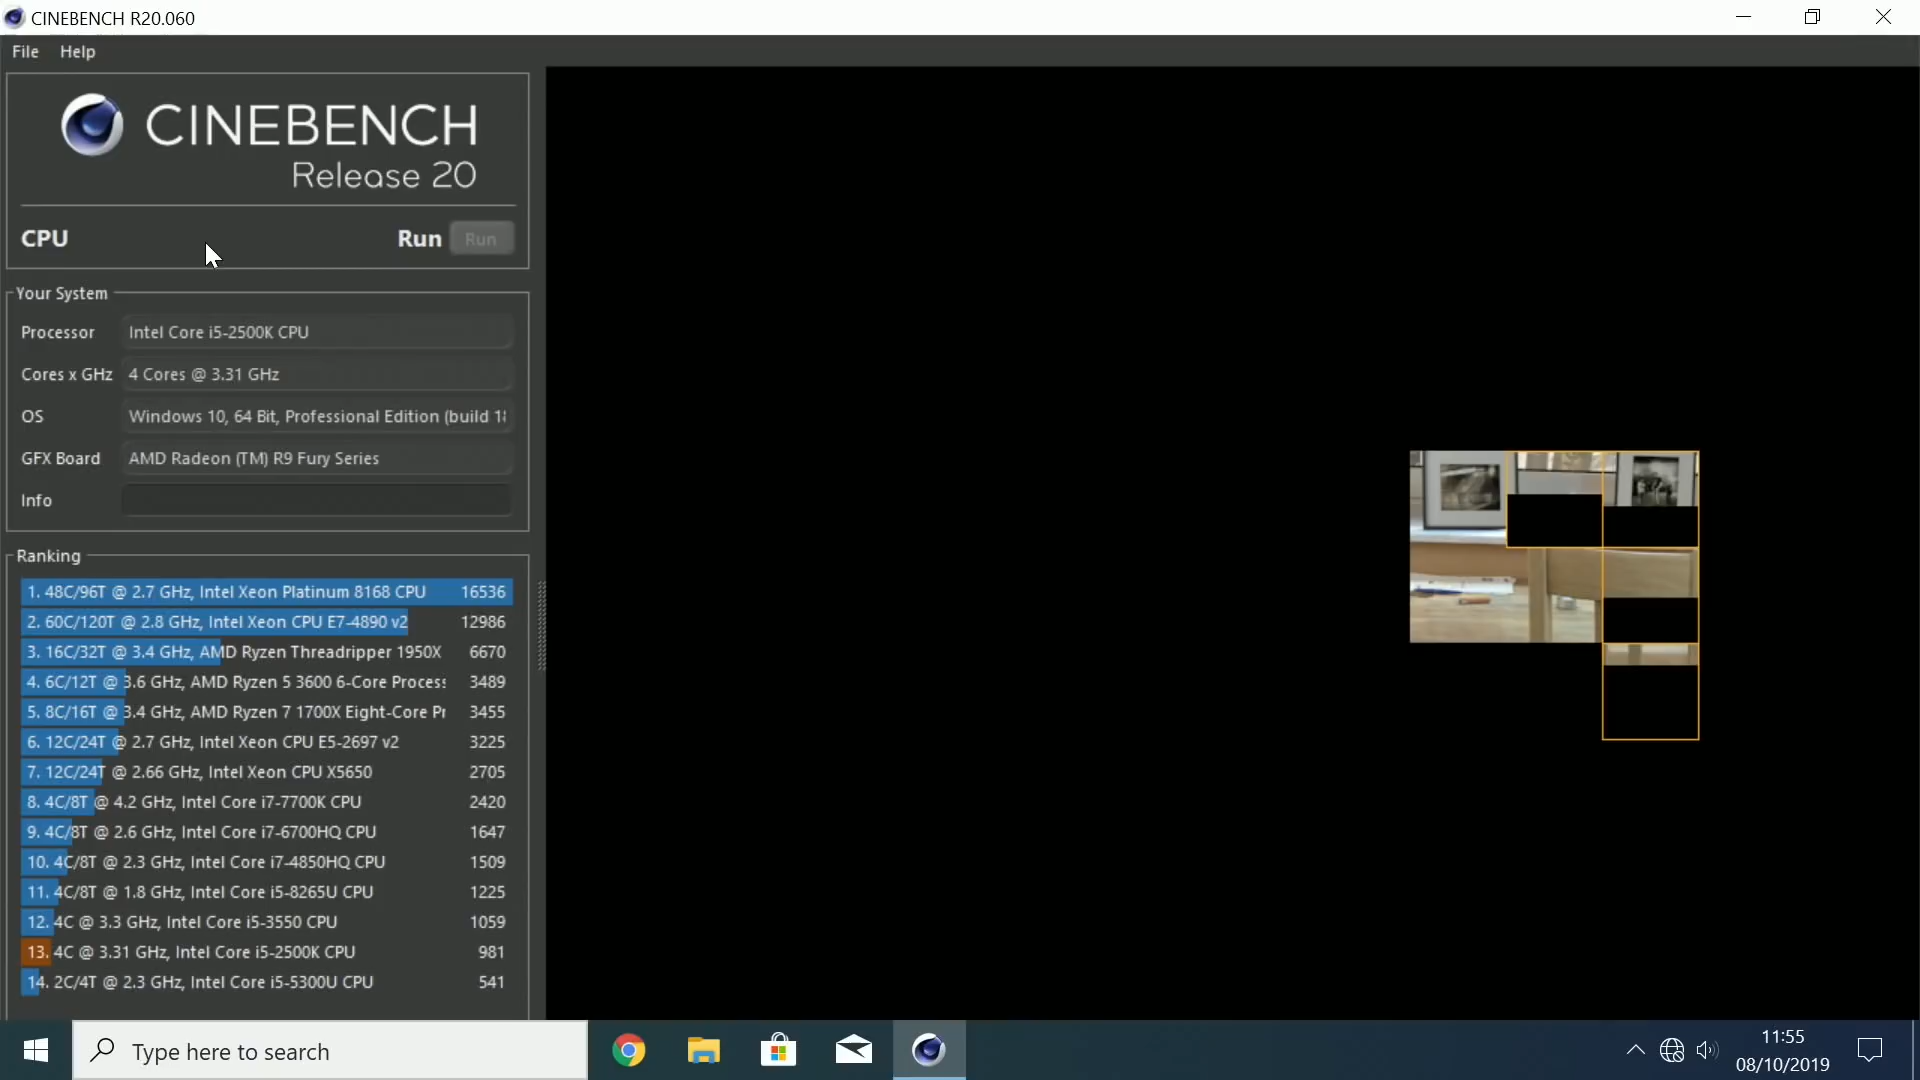 CINEBENCH R20.060
File Help
CINEBENCH
Release 20
CPU Run Run
Your System
Processor Intel Core i5-2500K CPU
Cores x GHz 4 Cores @ 3.31 GHz
OS Windows 10, 64 Bit, Professional Edition (build 18
GFX Board AMD Radeon (TM) R9 Fury Series
Info
Ranking
1. 48C/96T @ 2.7 GHz, Intel Xeon Platinum 8168 CPU 16536
2. 60C/120T @ 2.8 GHz, Intel Xeon CPU E7-4890 v2 12986
3. 16C/32T @ 3.4 GHz, AMD Ryzen Threadripper 1950X 6670
4. 6C/12T @ 3.6 GHz, AMD Ryzen 5 3600 6-Core Process 3489
5. 8C/16T @ 3.4 GHz, AMD Ryzen 7 1700X Eight-Core Pr 3455
6. 12C/24T @ 2.7 GHz, Intel Xeon CPU E5-2697 v2 3225
7. 12C/24T @ 2.66 GHz, Intel Xeon CPU X5650 2705
8. 4C/8T @ 4.2 GHz, Intel Core i7-7700K CPU 2420
9. 4C/8T @ 2.6 GHz, Intel Core i7-6700HQ CPU 1647
10. 4C/8T @ 2.3 GHz, Intel Core i7-4850HQ CPU 1509
11. 4C/8T @ 1.8 GHz, Intel Core i5-8265U CPU 1225
12. 4C @ 3.3 GHz, Intel Core i5-3550 CPU 1059
13. 4C @ 3.31 GHz, Intel Core i5-2500K CPU 981
14. 2C/4T @ 2.3 GHz, Intel Core i5-5300U CPU 541
Type here to search
11:55
08/10/2019